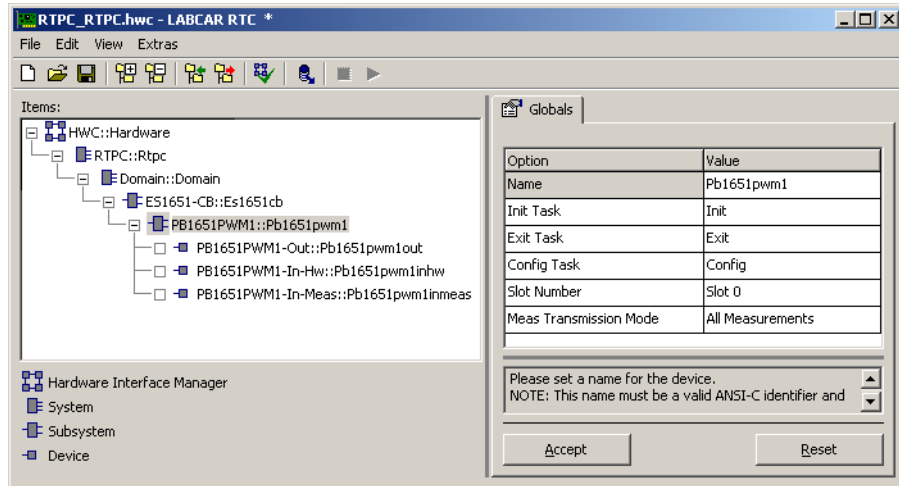 RTPC_RTPC.hwc - LABCAR RTC *
File Edit View Extras
Items:
HWC::Hardware
RTPC::Rtpc
Domain::Domain
ES1651-CB::Es1651cb
PB1651PWM1::Pb1651pwm1
PB1651PWM1-Out::Pb1651pwm1out
PB1651PWM1-In-Hw::Pb1651pwm1inhw
PB1651PWM1-In-Meas::Pb1651pwm1inmeas
Hardware Interface Manager
System
Subsystem
Device
Globals
Option Value
Name Pb1651pwm1
Init Task Init
Exit Task Exit
Config Task Config
Slot Number Slot 0
Meas Transmission Mode All Measurements
Please set a name for the device.
NOTE: This name must be a valid ANSI-C identifier and
Accept Reset